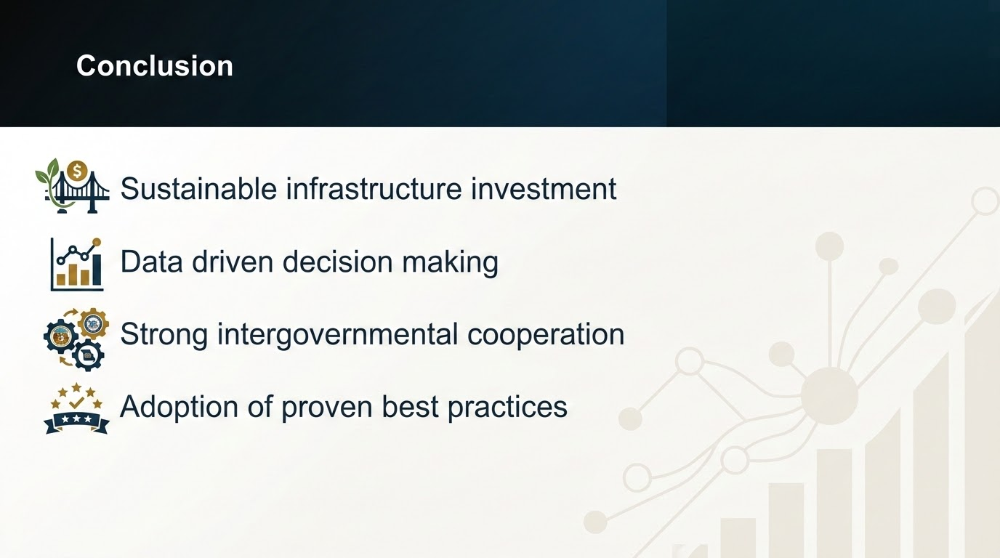 Conclusion
$
Sustainable infrastructure investment
Data driven decision making
Strong intergovernmental cooperation
Adoption of proven best practices